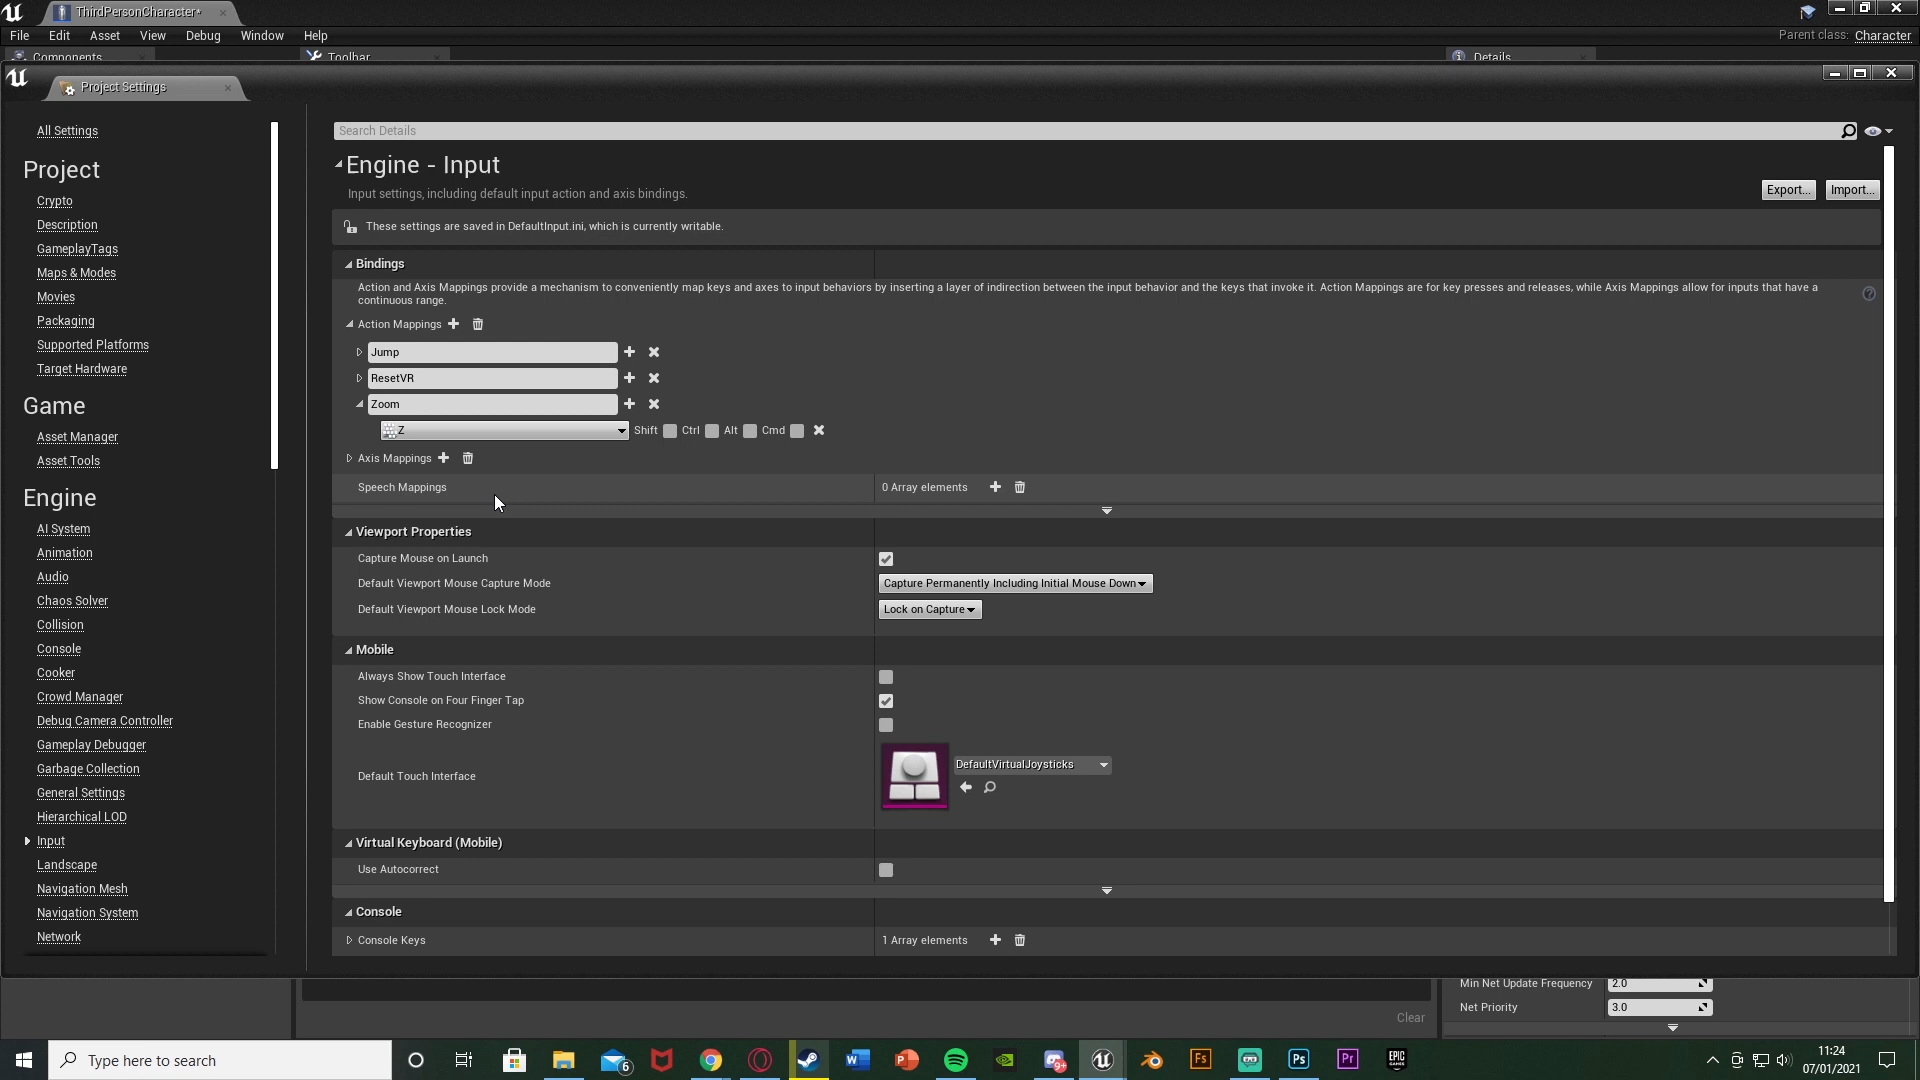 ThirdPersonCharacter*
File Edit Asset View Debug Window Help
Parent class: Character
Components Toolbar Details
Project Settings
All Settings
Project
Crypto
Description
GameplayTags
Maps & Modes
Movies
Packaging
Supported Platforms
Target Hardware
Game
Asset Manager
Asset Tools
Engine
AI System
Animation
Audio
Chaos Solver
Collision
Console
Cooker
Crowd Manager
Debug Camera Controller
Gameplay Debugger
Garbage Collection
General Settings
Hierarchical LOD
Input
Landscape
Navigation Mesh
Navigation System
Network
Search Details
Engine - Input
Input settings, including default input action and axis bindings.
Export... Import...
These settings are saved in DefaultInput.ini, which is currently writable.
Bindings
Action and Axis Mappings provide a mechanism to conveniently map keys and axes to input behaviors by inserting a layer of indirection between the input behavior and the keys that invoke it. Action Mappings are for key presses and releases, while Axis Mappings allow for inputs that have a
continuous range.
Action Mappings
Jump
ResetVR
Zoom
Z Shift Ctrl Alt Cmd
Axis Mappings
Speech Mappings 0 Array elements
Viewport Properties
Capture Mouse on Launch
Default Viewport Mouse Capture Mode Capture Permanently Including Initial Mouse Down
Default Viewport Mouse Lock Mode Lock on Capture
Mobile
Always Show Touch Interface
Show Console on Four Finger Tap
Enable Gesture Recognizer
Default Touch Interface DefaultVirtualJoysticks
Virtual Keyboard (Mobile)
Use Autocorrect
Console
Console Keys 1 Array elements
Min Net Update Frequency 2.0
Net Priority 3.0
Clear
Type here to search
6
9+
Fs
Ps
Pr
EPIC
GAMES
11:24
07/01/2021